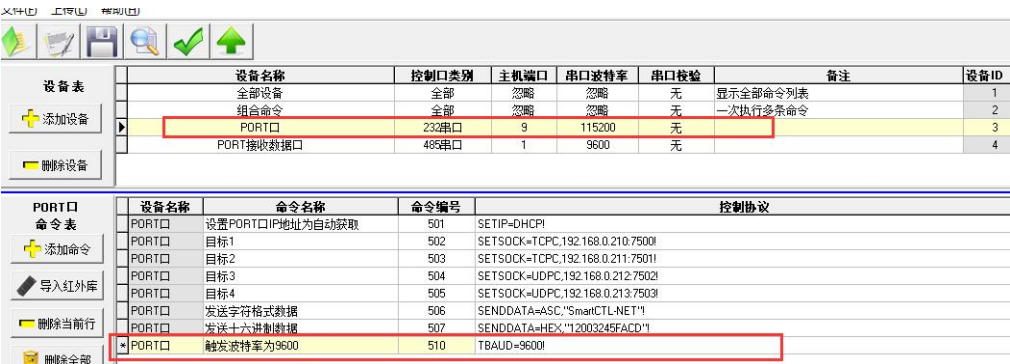 文件(F) 上传(L) 帮助(H)
设备表
添加设备
删除设备
设备名称 控制口类别 主机端口 串口波特率 串口校验 备注 设备ID
全部设备 全部 忽略 忽略 无 显示全部命令列表 1
组合命令 全部 忽略 忽略 无 一次执行多条命令 2
PORT口 232串口 9 115200 无 3
PORT接收数据口 485串口 1 9600 无 4
PORT口
命令表
添加命令
导入红外库
删除当前行
删除全部
设备名称 命令名称 命令编号 控制协议
PORT口 设置PORT口IP地址为自动获取 501 SETIP=DHCP!
PORT口 目标1 502 SETSOCK=TCPC,192.168.0.210:7500!
PORT口 目标2 503 SETSOCK=TCPC,192.168.0.211:7501!
PORT口 目标3 504 SETSOCK=UDPC,192.168.0.212:7502!
PORT口 目标4 505 SETSOCK=UDPC,192.168.0.213:7503!
PORT口 发送字符格式数据 506 SENDDATA=ASC,"SmartCTL-NET"!
PORT口 发送十六进制数据 507 SENDDATA=HEX,"12003245FACD"!
PORT口 触发波特率为9600 510 TBAUD=9600!